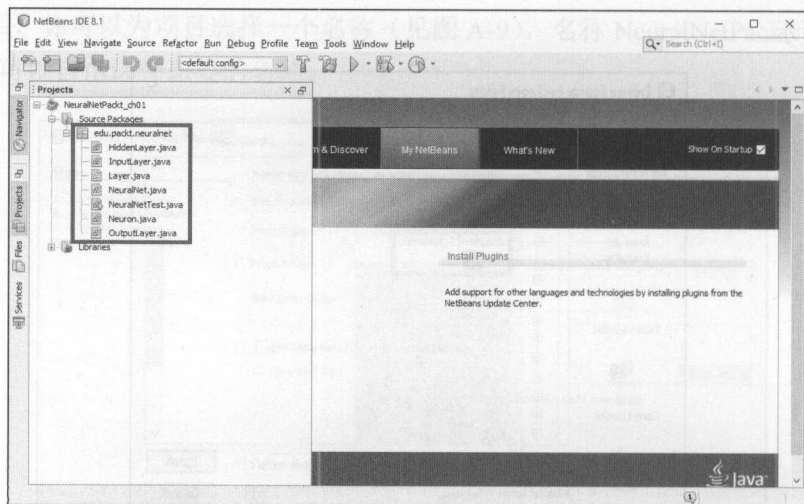 NetBeans IDE 8.1
File Edit View Navigate Source Refactor Run Debug Profile Team Tools Window Help
Search (Ctrl+I)
<default config>
Projects
NeuralNetPackt_ch01
Source Packages
edu.packt.neuralnet
HiddenLayer.java
InputLayer.java
Layer.java
NeuralNet.java
NeuralNetTest.java
Neuron.java
OutputLayer.java
Libraries
Navigator
Projects
Files
Services
& Discover
My NetBeans
What's New
Show On Startup
Install Plugins
Add support for other languages and technologies by installing plugins from the
NetBeans Update Center.
Java
1